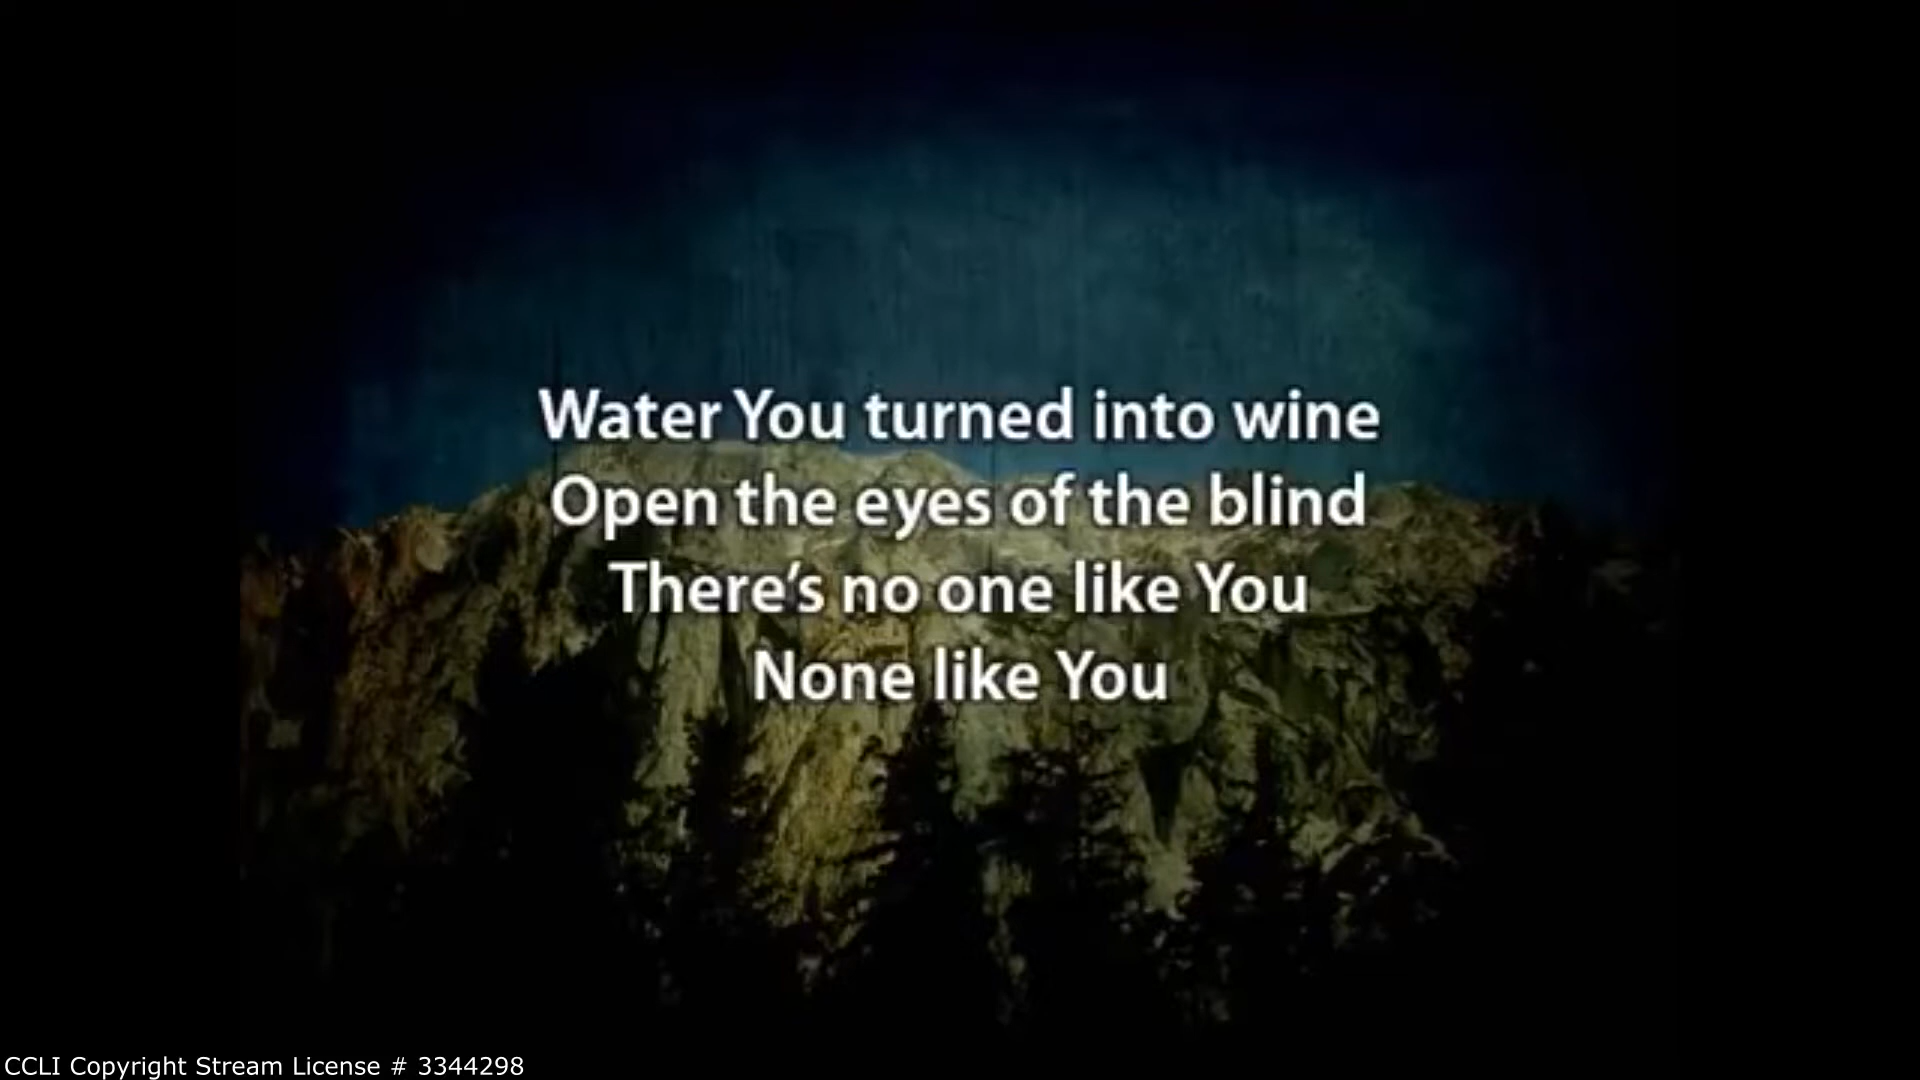 Water You turned into wine
Open the eyes of the blind
There's no one like You
None like You
CCLI Copyright Stream License # 3344298